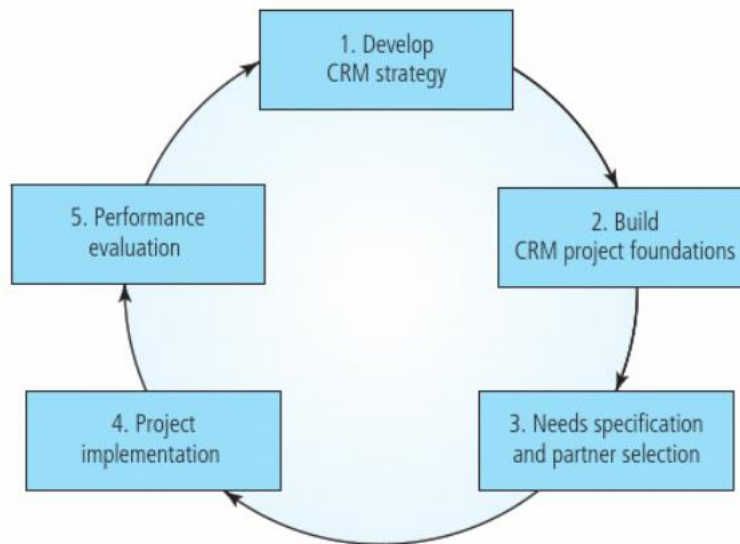 1. Develop
CRM strategy
2. Build
CRM project foundations
3. Needs specification
and partner selection
4. Project
implementation
5. Performance
evaluation